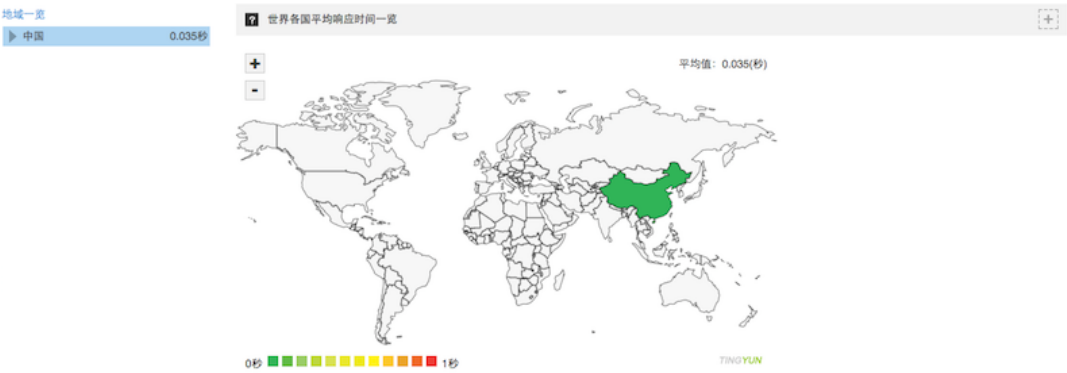 地域一览
中国 0.035秒
? 世界各国平均响应时间一览
+
+
-
平均值：0.035(秒)
0秒 1秒
TINGYUN